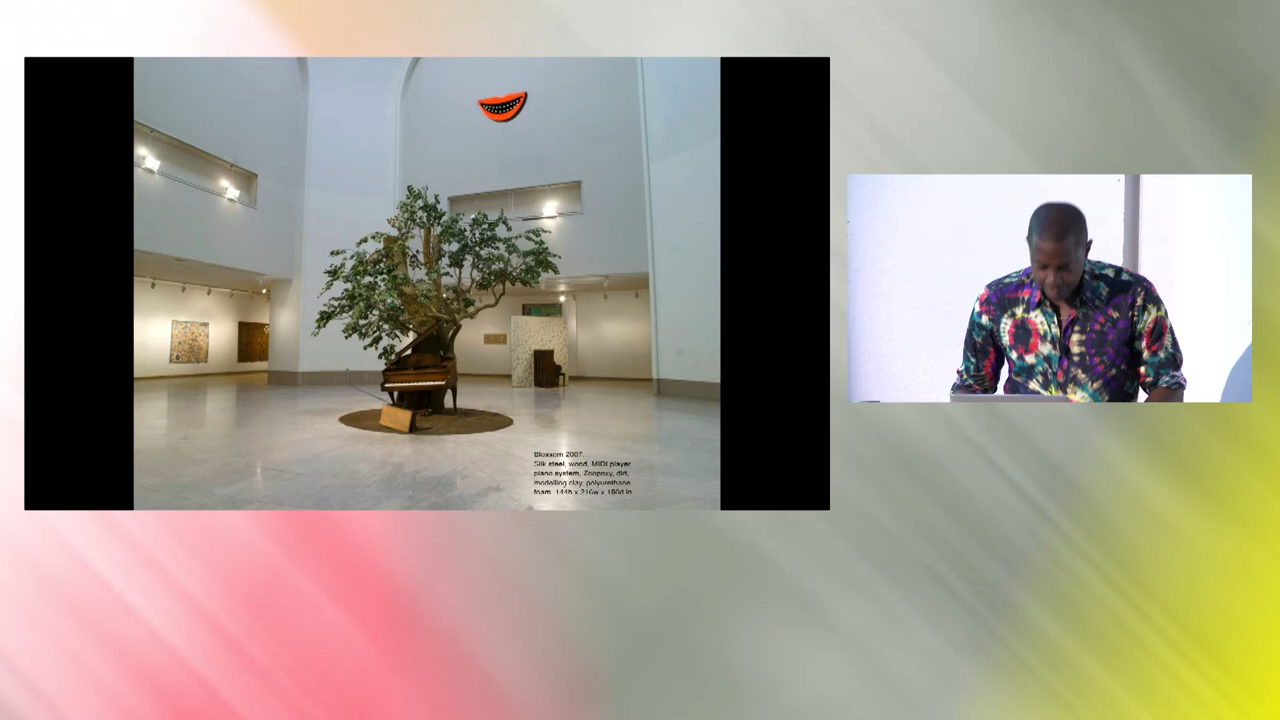 Blossom 2007.
Silk steel, wood, MIDI player
piano system, Zoopoxy, dirt,
modelling clay, polyurethane
foam 144h x 216w x 180d in